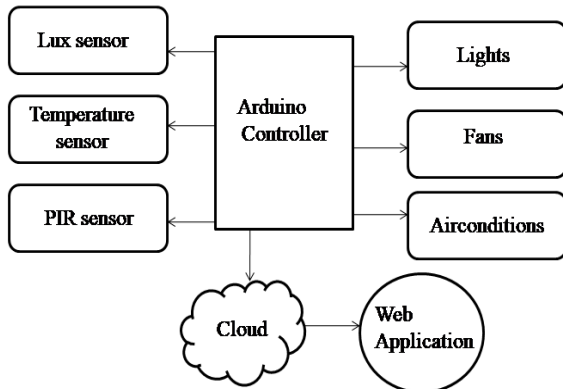 Lux sensor
Temperature
sensor
PIR sensor
Arduino
Controller
Lights
Fans
Airconditions
Cloud
Web
Application